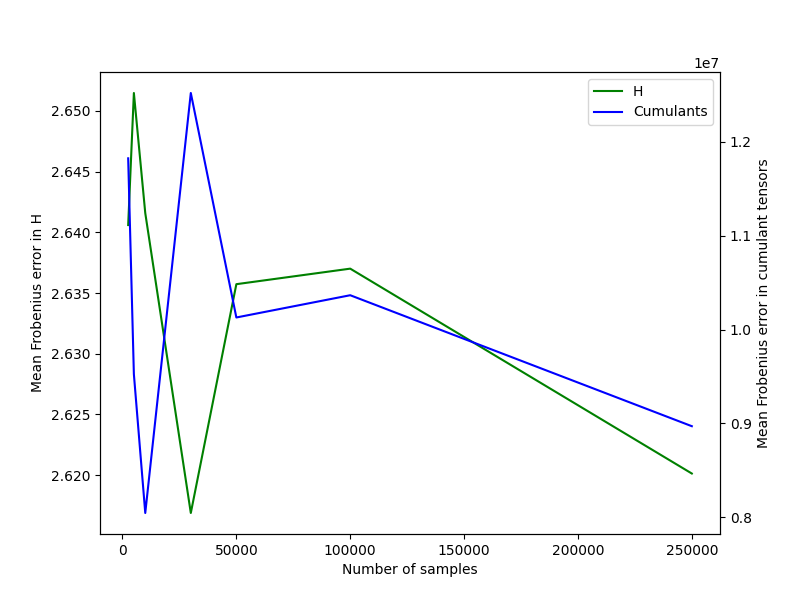 1e7
H
Cumulants
2.650
2.645
2.640
2.635
2.630
2.625
2.620
Mean Frobenius error in H
1.2
1.1
1.0
0.9
0.8
Mean Frobenius error in cumulant tensors
0 50000 100000 150000 200000 250000
Number of samples